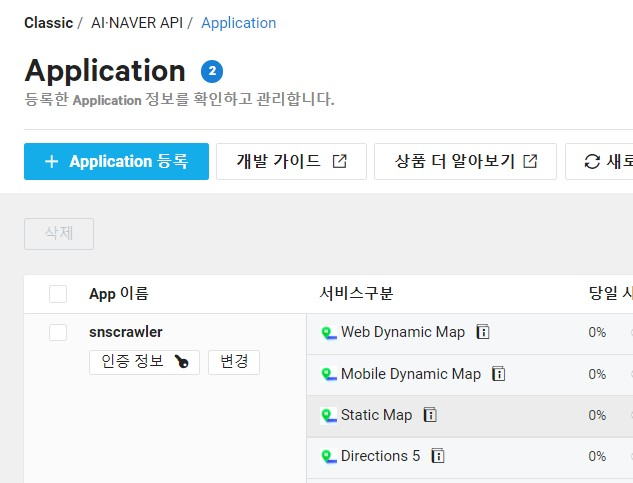 Classic / AI·NAVER API / Application
Application 2
등록한 Application 정보를 확인하고 관리합니다.
+ Application 등록 개발 가이드 상품 더 알아보기 새로
삭제
App 이름 서비스구분 당일 사
snscrawler Web Dynamic Map 0%
인증 정보 변경
Mobile Dynamic Map 0%
Static Map 0%
Directions 5 0%